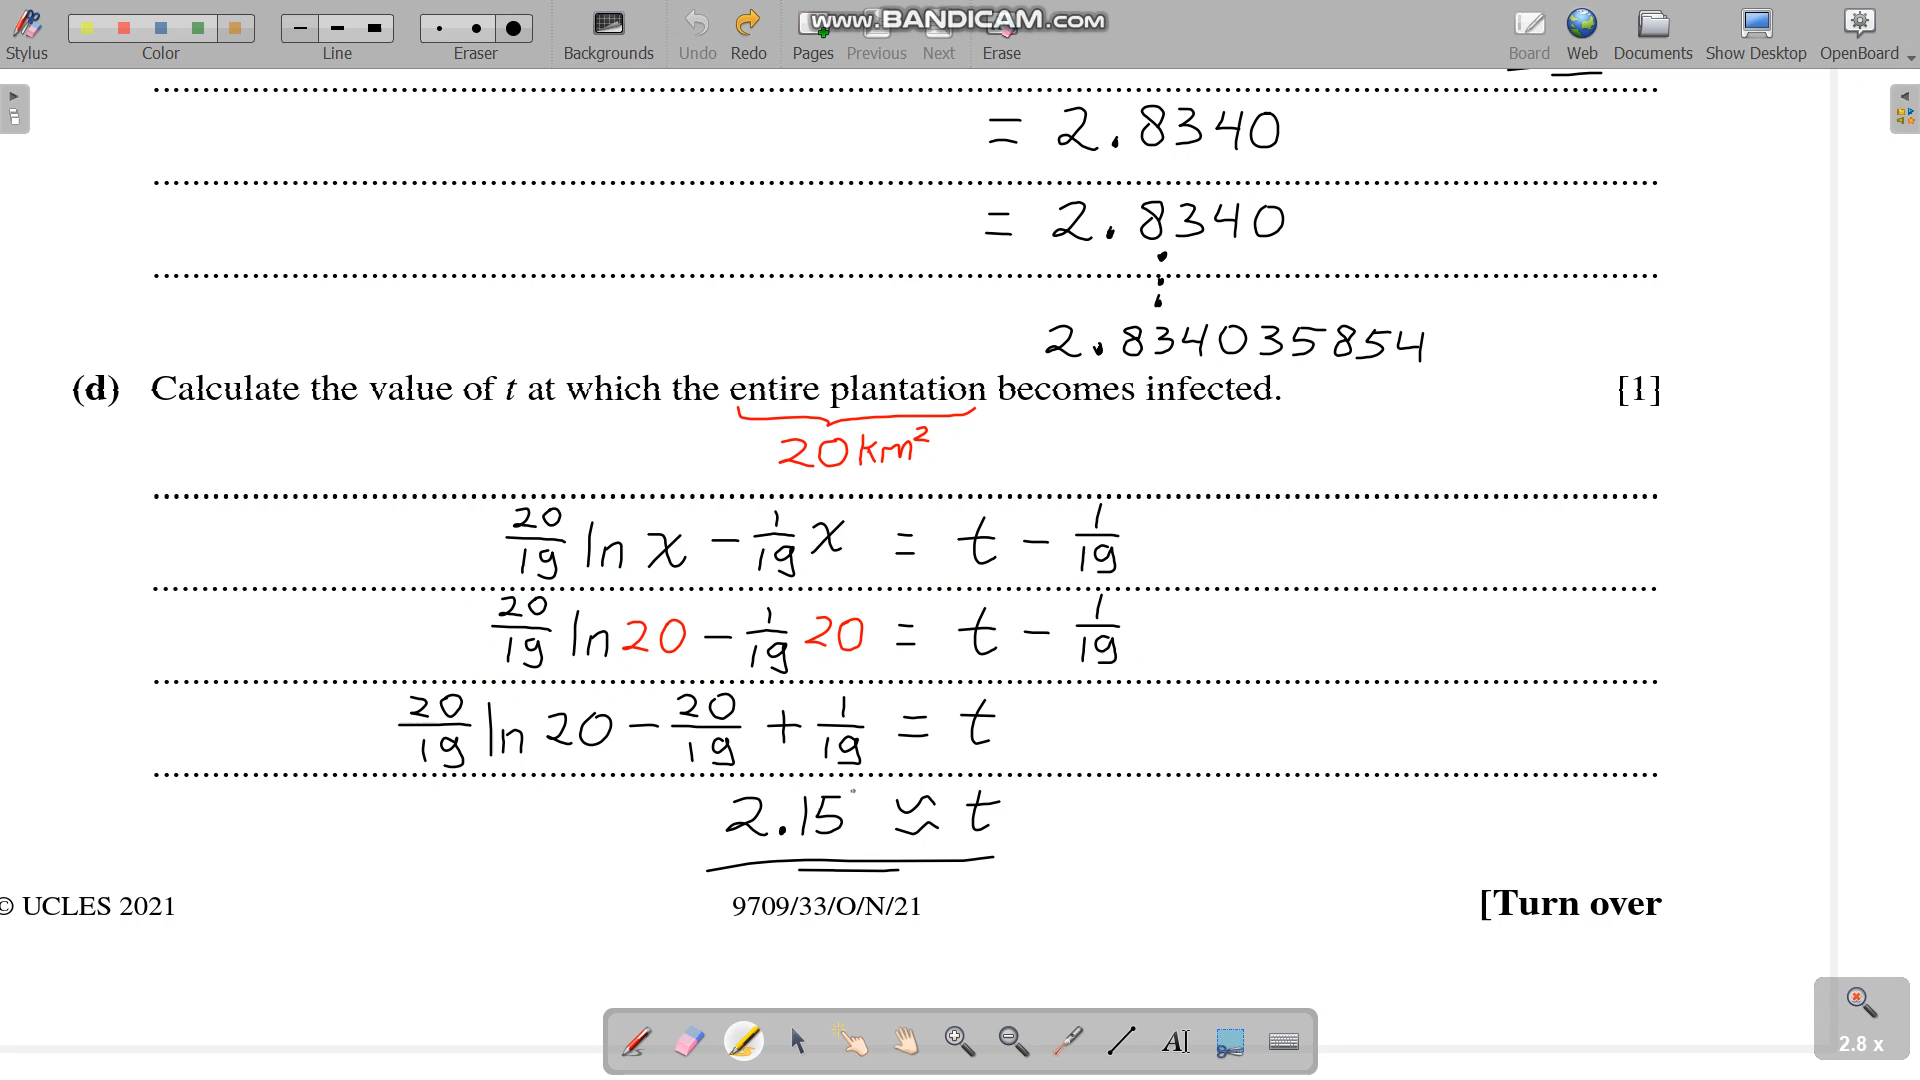 www.BANDICAM.com
Stylus Color Line Eraser Backgrounds Undo Redo Pages Previous Next Erase Board Web Documents Show Desktop OpenBoard
= 2.8340
= 2.8340
2.834035854
(d) Calculate the value of t at which the entire plantation becomes infected. [1]
20 km²
20/19 ln x - 1/19 x = t - 1/19
20/19 ln 20 - 1/19 20 = t - 1/19
20/19 ln 20 - 20/19 + 1/19 = t
2.15 ≈ t
© UCLES 2021 9709/33/O/N/21 [Turn over
2.8 x